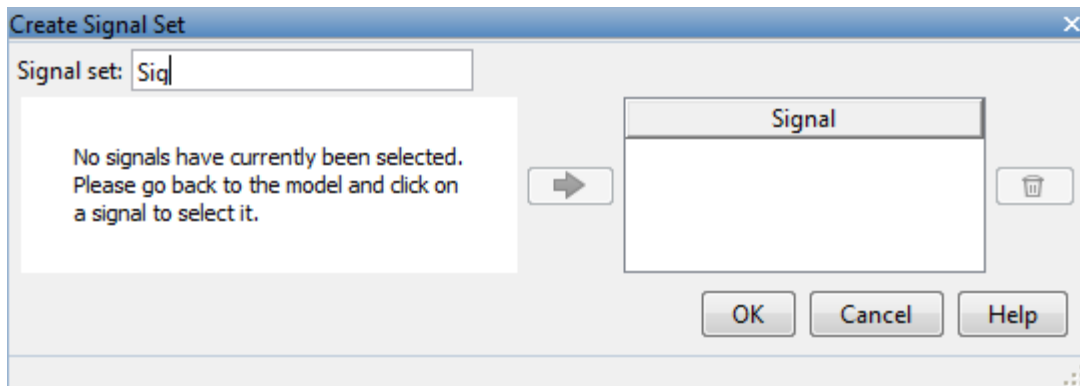 Create Signal Set
Signal set: Sig
No signals have currently been selected.
Please go back to the model and click on
a signal to select it.
Signal
OK Cancel Help